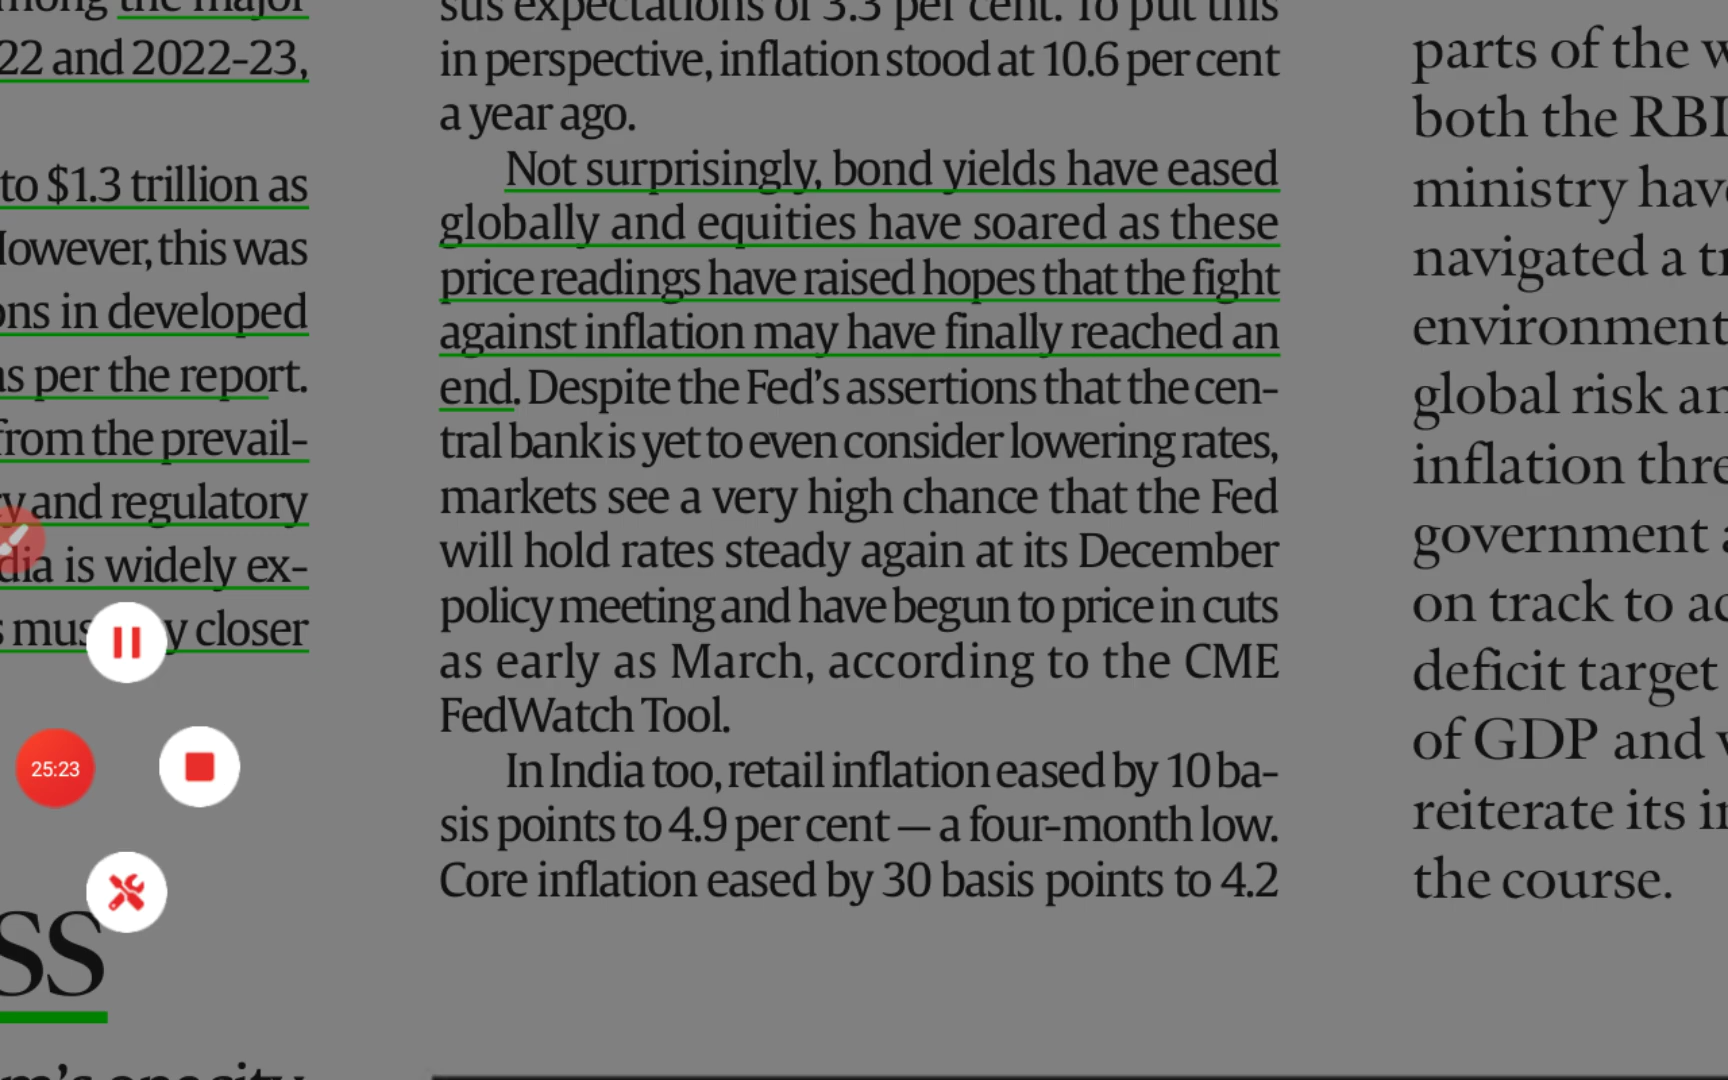 the major
22 and 2022-23,
to $1.3 trillion as
However, this was
ons in developed
as per the report.
from the prevail-
y and regulatory
dia is widely ex-
closer
ss
sus expectations of 3.3 per cent. To put this
in perspective, inflation stood at 10.6 per cent
a year ago.
Not surprisingly, bond yields have eased
globally and equities have soared as these
price readings have raised hopes that the fight
against inflation may have finally reached an
end. Despite the Fed's assertions that the cen-
tral bank is yet to even consider lowering rates,
markets see a very high chance that the Fed
will hold rates steady again at its December
policy meeting and have begun to price in cuts
as early as March, according to the CME
FedWatch Tool.
In India too, retail inflation eased by 10 ba-
sis points to 4.9 per cent — a four-month low.
Core inflation eased by 30 basis points to 4.2
parts of the w
both the RBI
ministry have
navigated a tr
environment
global risk an
inflation thre
government a
on track to ac
deficit target
of GDP and w
reiterate its in
the course.
25:23